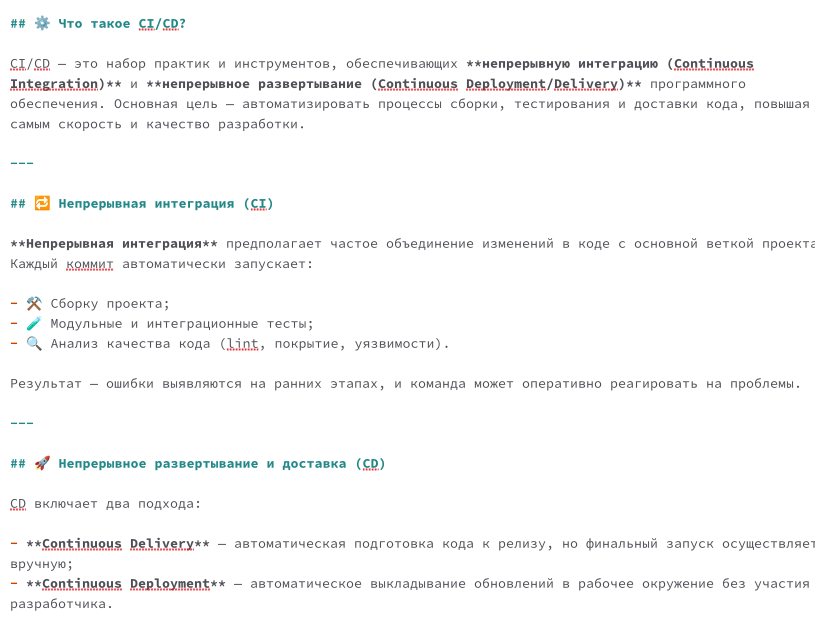 ## ⚙️ Что такое CI/CD?
CI/CD — это набор практик и инструментов, обеспечивающих **непрерывную интеграцию (Continuous
Integration)** и **непрерывное развертывание (Continuous Deployment/Delivery)** программного
обеспечения. Основная цель — автоматизировать процессы сборки, тестирования и доставки кода, повышая
самым скорость и качество разработки.
---
## 🔁 Непрерывная интеграция (CI)
**Непрерывная интеграция** предполагает частое объединение изменений в коде с основной веткой проекта
Каждый коммит автоматически запускает:
- ⚒️ Сборку проекта;
- 🧪 Модульные и интеграционные тесты;
- 🔍 Анализ качества кода (lint, покрытие, уязвимости).
Результат — ошибки выявляются на ранних этапах, и команда может оперативно реагировать на проблемы.
---
## 🚀 Непрерывное развертывание и доставка (CD)
CD включает два подхода:
- **Continuous Delivery** — автоматическая подготовка кода к релизу, но финальный запуск осуществляет
вручную;
- **Continuous Deployment** — автоматическое выкладывание обновлений в рабочее окружение без участия
разработчика.